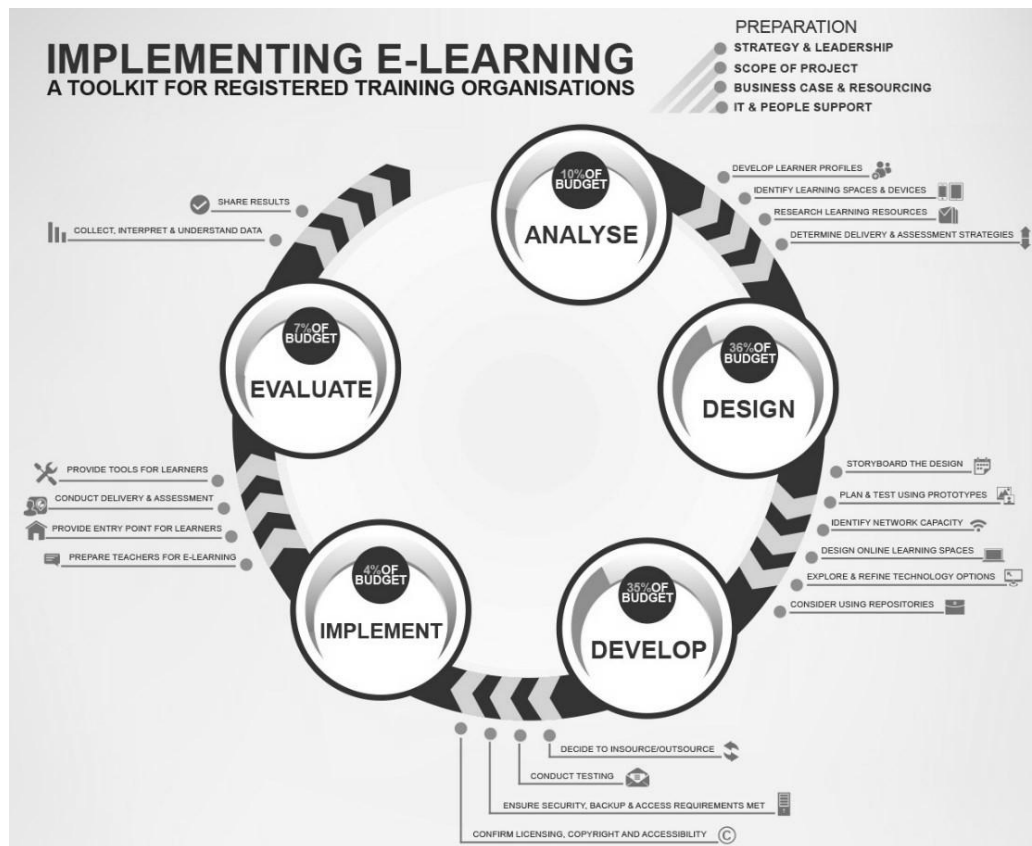 IMPLEMENTING E-LEARNING
A TOOLKIT FOR REGISTERED TRAINING ORGANISATIONS
PREPARATION
STRATEGY & LEADERSHIP
SCOPE OF PROJECT
BUSINESS CASE & RESOURCING
IT & PEOPLE SUPPORT
10% OF
BUDGET
ANALYSE
DEVELOP LEARNER PROFILES
IDENTIFY LEARNING SPACES & DEVICES
RESEARCH LEARNING RESOURCES
DETERMINE DELIVERY & ASSESSMENT STRATEGIES
36% OF
BUDGET
DESIGN
STORYBOARD THE DESIGN
PLAN & TEST USING PROTOTYPES
IDENTIFY NETWORK CAPACITY
DESIGN ONLINE LEARNING SPACES
EXPLORE & REFINE TECHNOLOGY OPTIONS
CONSIDER USING REPOSITORIES
35% OF
BUDGET
DEVELOP
DECIDE TO INSOURCE/OUTSOURCE
CONDUCT TESTING
ENSURE SECURITY, BACKUP & ACCESS REQUIREMENTS MET
CONFIRM LICENSING, COPYRIGHT AND ACCESSIBILITY ©
4% OF
BUDGET
IMPLEMENT
PROVIDE TOOLS FOR LEARNERS
CONDUCT DELIVERY & ASSESSMENT
PROVIDE ENTRY POINT FOR LEARNERS
PREPARE TEACHERS FOR E-LEARNING
7% OF
BUDGET
EVALUATE
SHARE RESULTS
COLLECT, INTERPRET & UNDERSTAND DATA